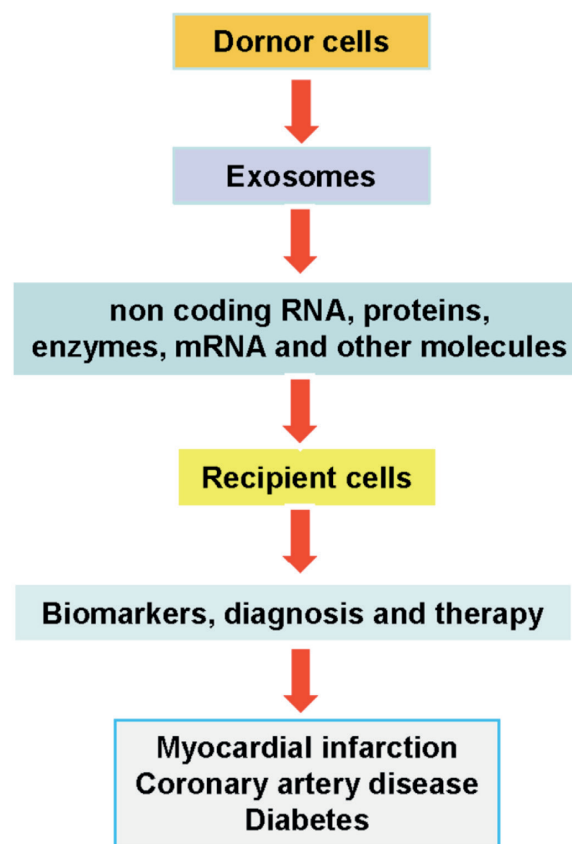 Dornor cells
Exosomes
non coding RNA, proteins,
enzymes, mRNA and other molecules
Recipient cells
Biomarkers, diagnosis and therapy
Myocardial infarction
Coronary artery disease
Diabetes